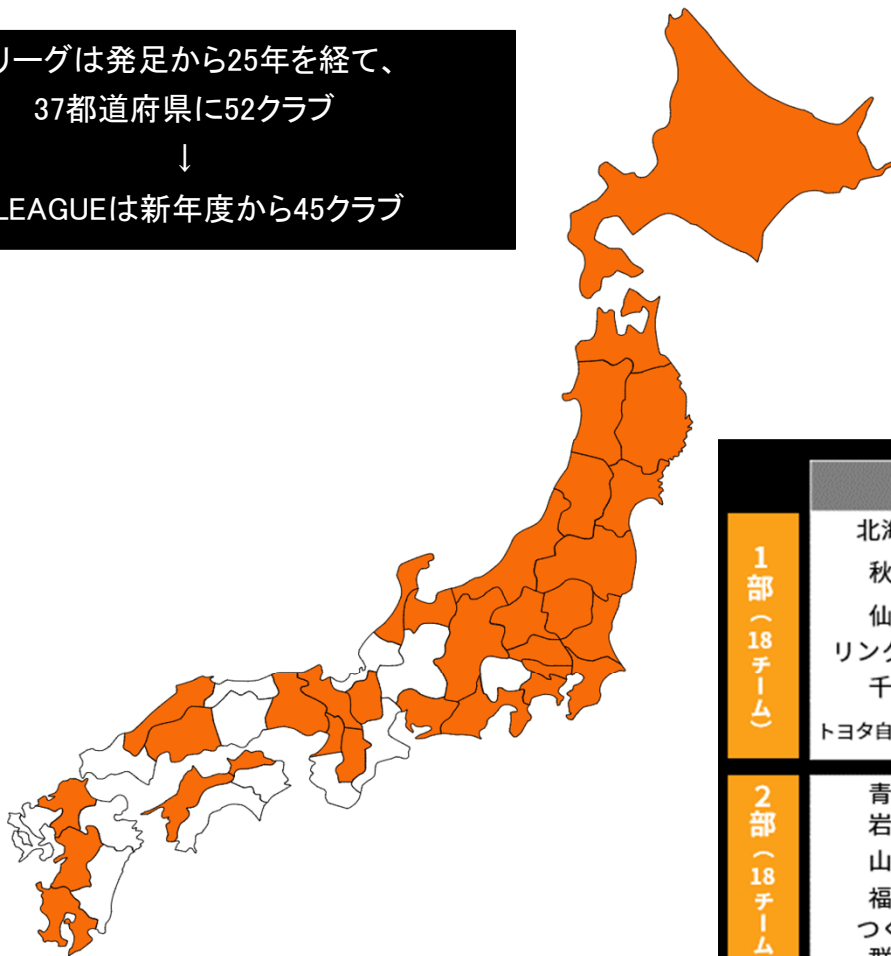 リーグは発足から25年を経て、
37都道府県に52クラブ
↓
LEAGUEは新年度から45クラブ
1部（18チーム）
北海
秋
仙
リンク
千
トヨタ自
2部（18チーム
青
岩
山
福
つく
群